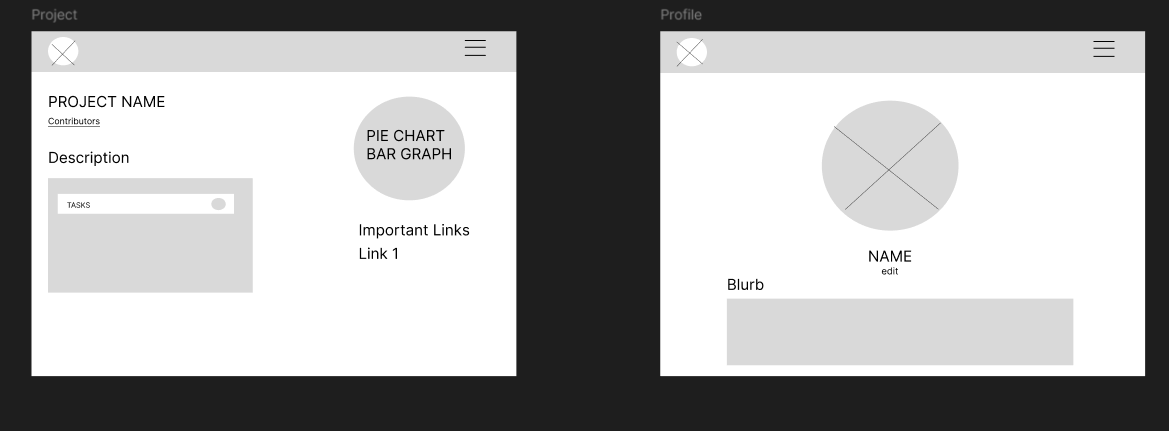 Project
PROJECT NAME
Contributors
Description
TASKS
PIE CHART
BAR GRAPH
Important Links
Link 1
Profile
NAME
edit
Blurb